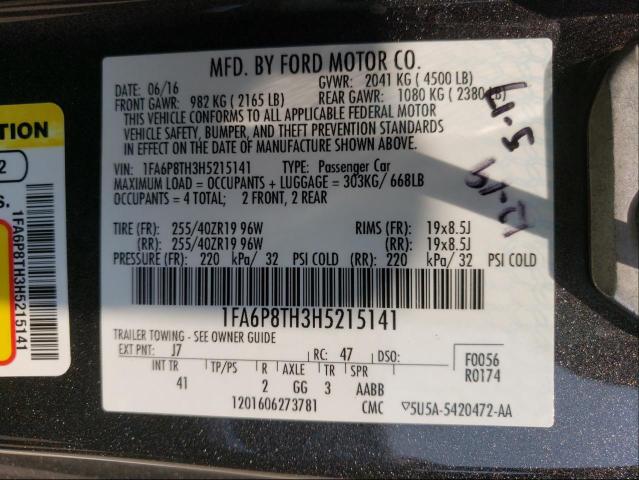 MFD. BY FORD MOTOR CO.
DATE: 06/16 GVWR: 2041 KG ( 4500 LB)
FRONT GAWR: 982 KG ( 2165 LB) REAR GAWR: 1080 KG ( 2380 LB)
THIS VEHICLE CONFORMS TO ALL APPLICABLE FEDERAL MOTOR
VEHICLE SAFETY, BUMPER, AND THEFT PREVENTION STANDARDS
IN EFFECT ON THE DATE OF MANUFACTURE SHOWN ABOVE.
VIN: 1FA6P8TH3H5215141 TYPE: Passenger Car
MAXIMUM LOAD = OCCUPANTS + LUGGAGE = 303KG/ 668LB
OCCUPANTS = 4 TOTAL; 2 FRONT, 2 REAR
TIRE (FR): 255/40ZR19 96W RIMS (FR): 19x8.5J
(RR): 255/40ZR19 96W (RR): 19x8.5J
PRESSURE (FR): 220 kPa/ 32 PSI COLD (RR): 220 kPa/ 32 PSI COLD
1FA6P8TH3H5215141
TRAILER TOWING - SEE OWNER GUIDE
EXT PNT: J7 RC: 47 DSO: F0056
INT TR TP/PS R AXLE TR SPR R0174
41 2 GG 3 AABB
1201606273781 CMC ▽5U5A-5420472-AA
TION
2
S.
1FA6P8TH3H5215141